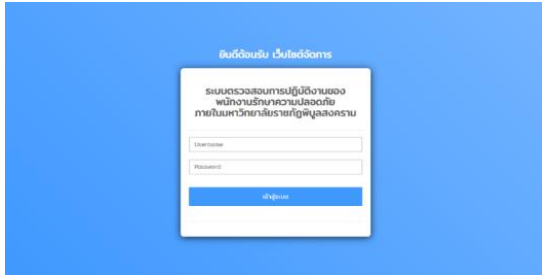 ยินดีต้อนรับ เว็บไซต์จัดการ
ระบบตรวจสอบการปฏิบัติงานของ
พนักงานรักษาความปลอดภัย
ภายในมหาวิทยาลัยราชภัฏพิบูลสงคราม
Username
Password
เข้าสู่ระบบ